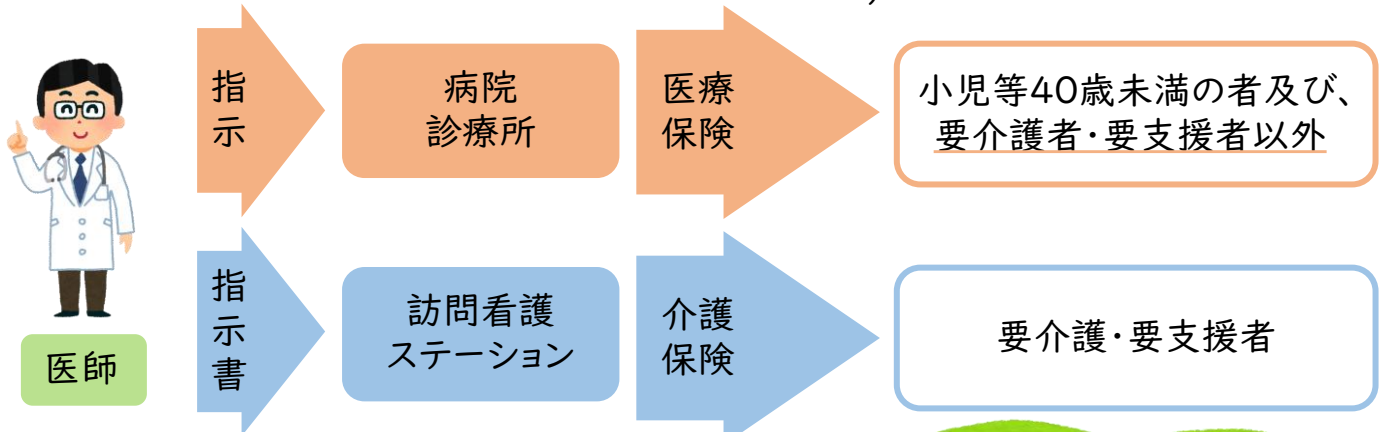 指示
病院
診療所
医療
保険
小児等40歳未満の者及び、
要介護者・要支援者以外
指示書
訪問看護
ステーション
介護
保険
要介護・要支援者
医師